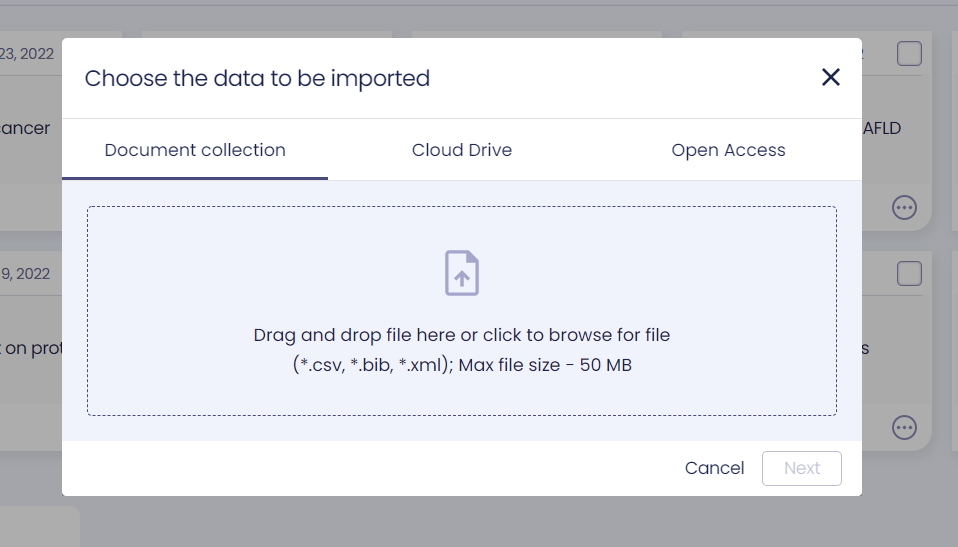 23, 2022
Choose the data to be imported
ancer
AFLD
Document collection
Cloud Drive
Open Access
9, 2022
Drag and drop file here or click to browse for file
(*.csv, *.bib, *.xml); Max file size - 50 MB
on
s
Cancel
Next